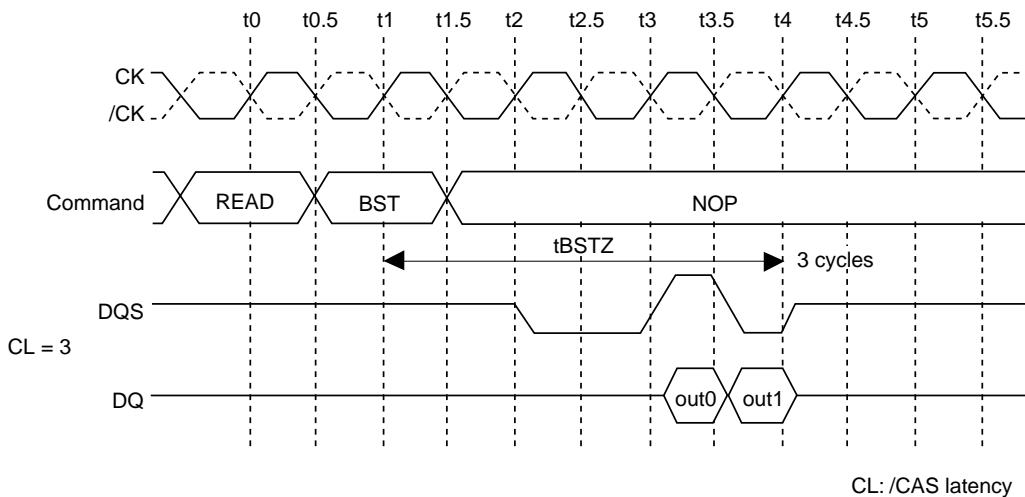 t0 t0.5 t1 t1.5 t2 t2.5 t3 t3.5 t4 t4.5 t5 t5.5
CK
/CK
Command READ BST NOP
tBSTZ
3 cycles
DQS
CL = 3
DQ out0 out1
CL: /CAS latency